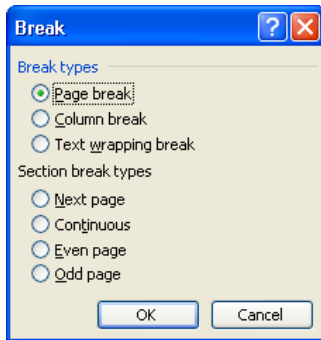 Break
Break types
Page break
Column break
Text wrapping break
Section break types
Next page
Continuous
Even page
Odd page
OK Cancel